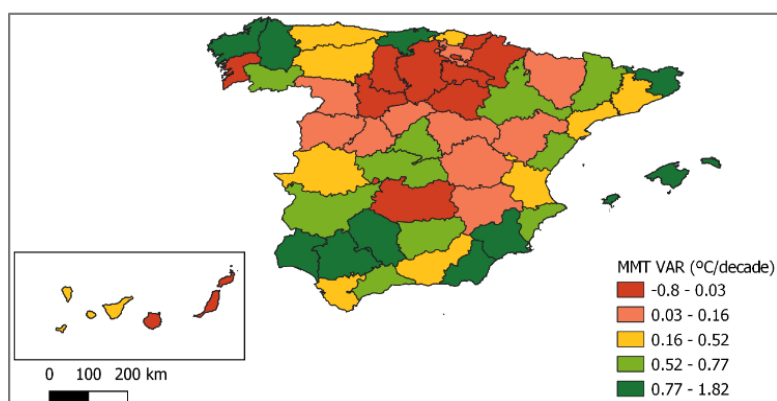 MMT VAR (ºC/decade)
-0.8 - 0.03
0.03 - 0.16
0.16 - 0.52
0.52 - 0.77
0.77 - 1.82
0 100 200 km